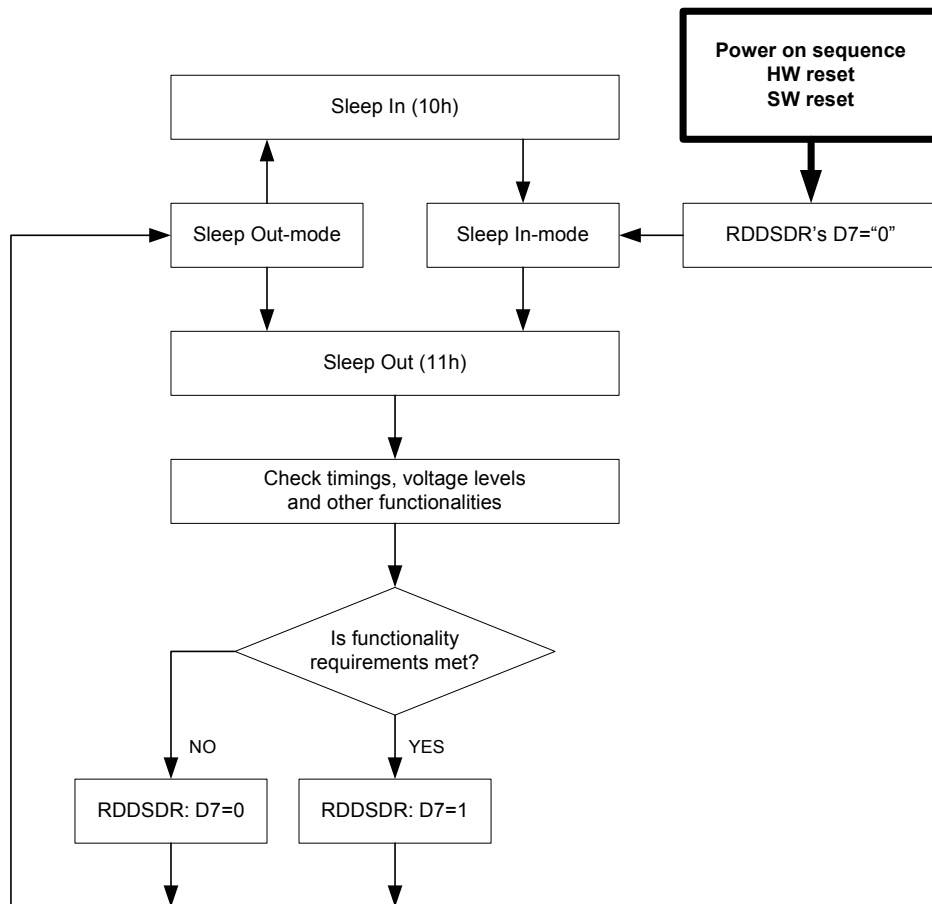 Power on sequence
HW reset
SW reset
Sleep In (10h)
Sleep Out-mode
Sleep In-mode
RDDSDR’s D7=“0”
Sleep Out (11h)
Check timings, voltage levels
and other functionalities
Is functionality
requirements met?
NO
YES
RDDSDR: D7=0
RDDSDR: D7=1